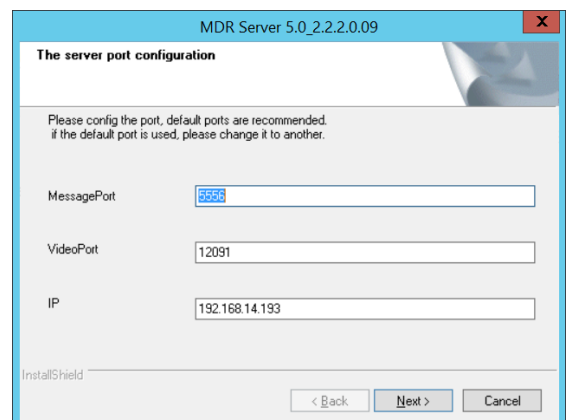 MDR Server 5.0_2.2.2.0.09
X
The server port configuration
Please config the port, default ports are recommended.
if the default port is used, please change it to another.
MessagePort 5556
VideoPort 12091
IP 192.168.14.193
InstallShield
< Back Next > Cancel